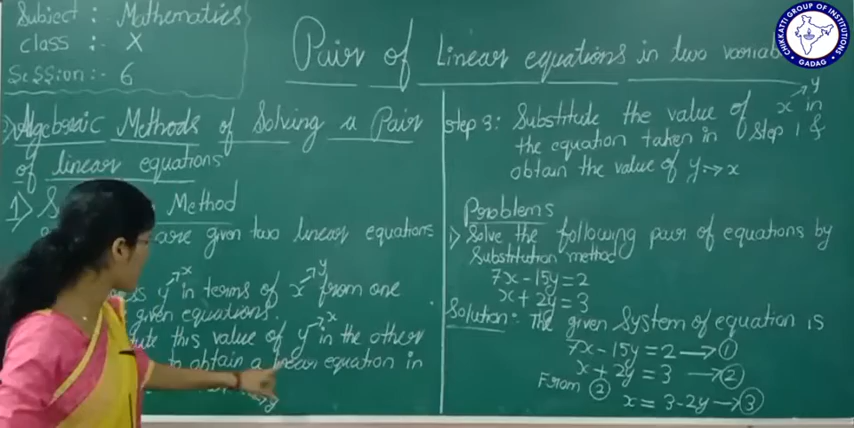 Subject :- Mathematics
Class :- X
Session :- 6
Pair of Linear equations in two variab
CHIKKATTI GROUP OF INSTITUTIONS
GADAG
Algebraic Methods of Solving a Pair
of linear equations
1) S Method
are given two linear equations
y→x in terms of x→y from one
given equations.
this value of y→x in the other
to obtain a linear equation in
Step 3: Substitute the value of x→y in
the equation taken in Step 1 &
obtain the value of y→x
Problems
1) Solve the following pair of equations by
Substitution method
7x - 15y = 2
x + 2y = 3
Solution: The given System of equation is
7x - 15y = 2 → ①
x + 2y = 3 → ②
From ②
x = 3 - 2y → ③